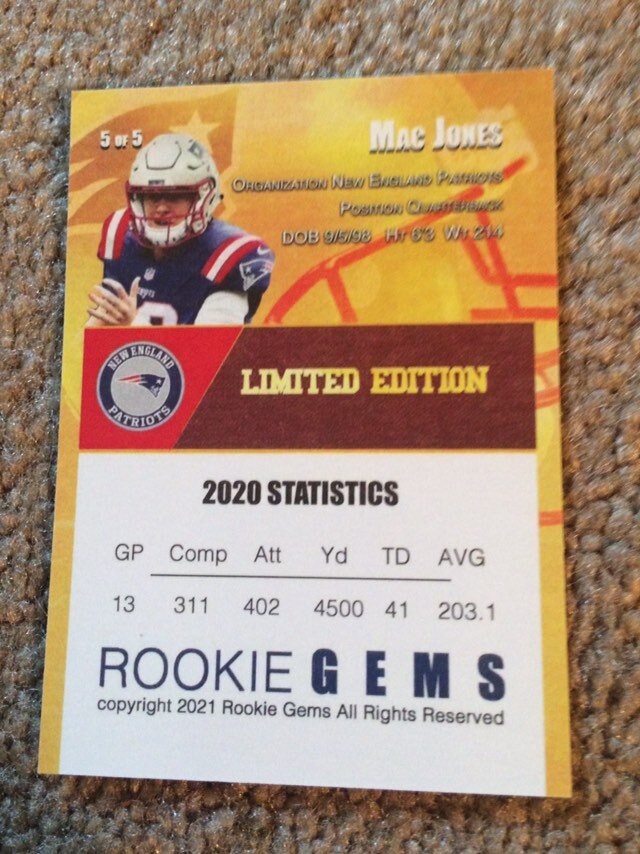 5 OF 5
MAC JONES
ORGANIZATION NEW ENGLAND PATRIOTS
POSITION QUARTERBACK
DOB 9/5/98 HT 6'3 WT 214
NEW ENGLAND
PATRIOTS
LIMITED EDITION
2020 STATISTICS
GP Comp Att Yd TD AVG
13 311 402 4500 41 203.1
ROOKIE GEMS
copyright 2021 Rookie Gems All Rights Reserved